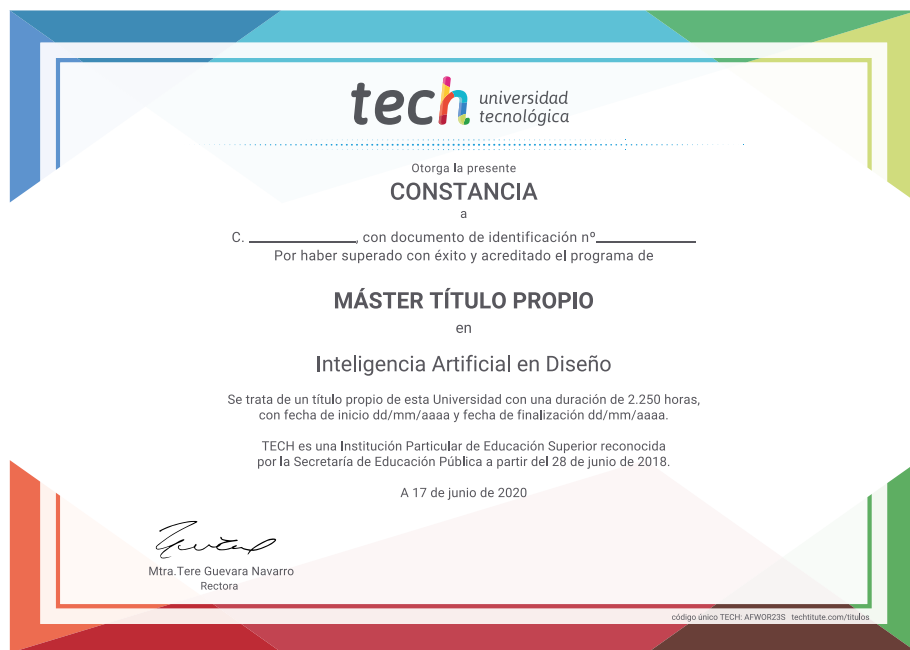 tech universidad
tecnológica
Otorga la presente
CONSTANCIA
a
C. ____________, con documento de identificación nº____________
Por haber superado con éxito y acreditado el programa de
MÁSTER TÍTULO PROPIO
en
Inteligencia Artificial en Diseño
Se trata de un título propio de esta Universidad con una duración de 2.250 horas,
con fecha de inicio dd/mm/aaaa y fecha de finalización dd/mm/aaaa.
TECH es una Institución Particular de Educación Superior reconocida
por la Secretaría de Educación Pública a partir del 28 de junio de 2018.
A 17 de junio de 2020
Mtra.Tere Guevara Navarro
Rectora
código único TECH: AFWOR23S techtitute.com/titulos